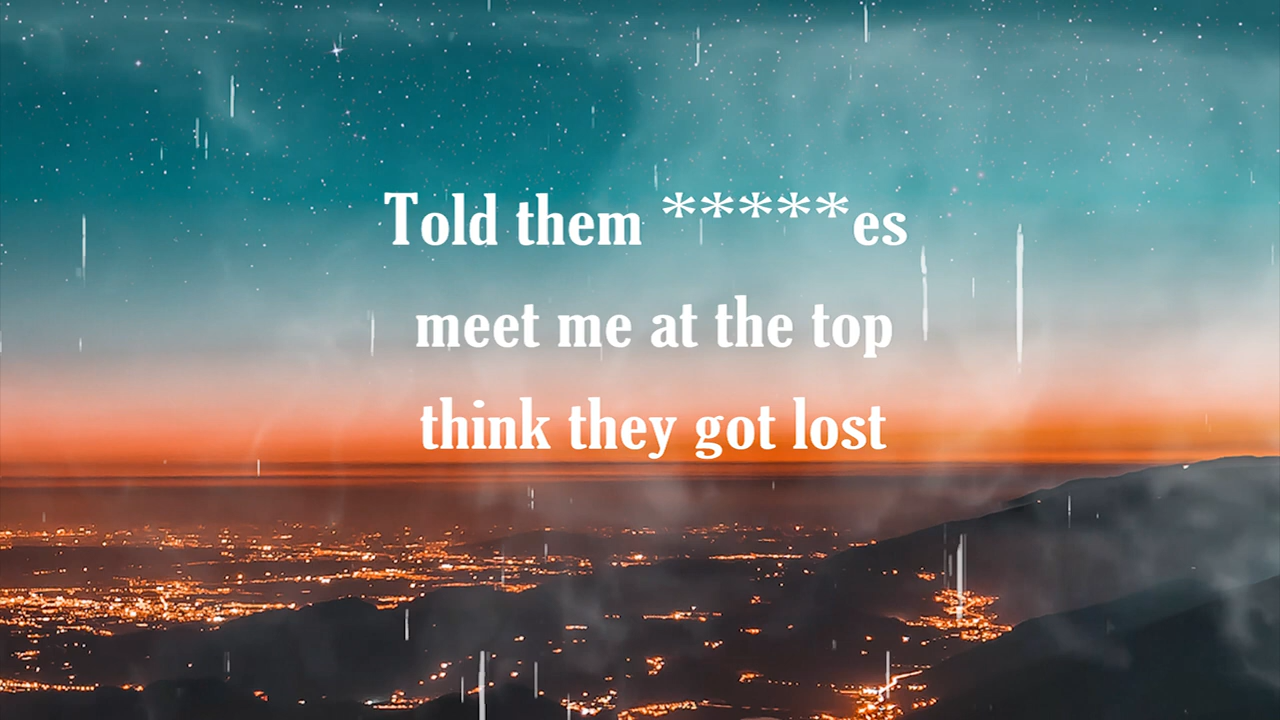 Told them *****es
meet me at the top
think they got lost